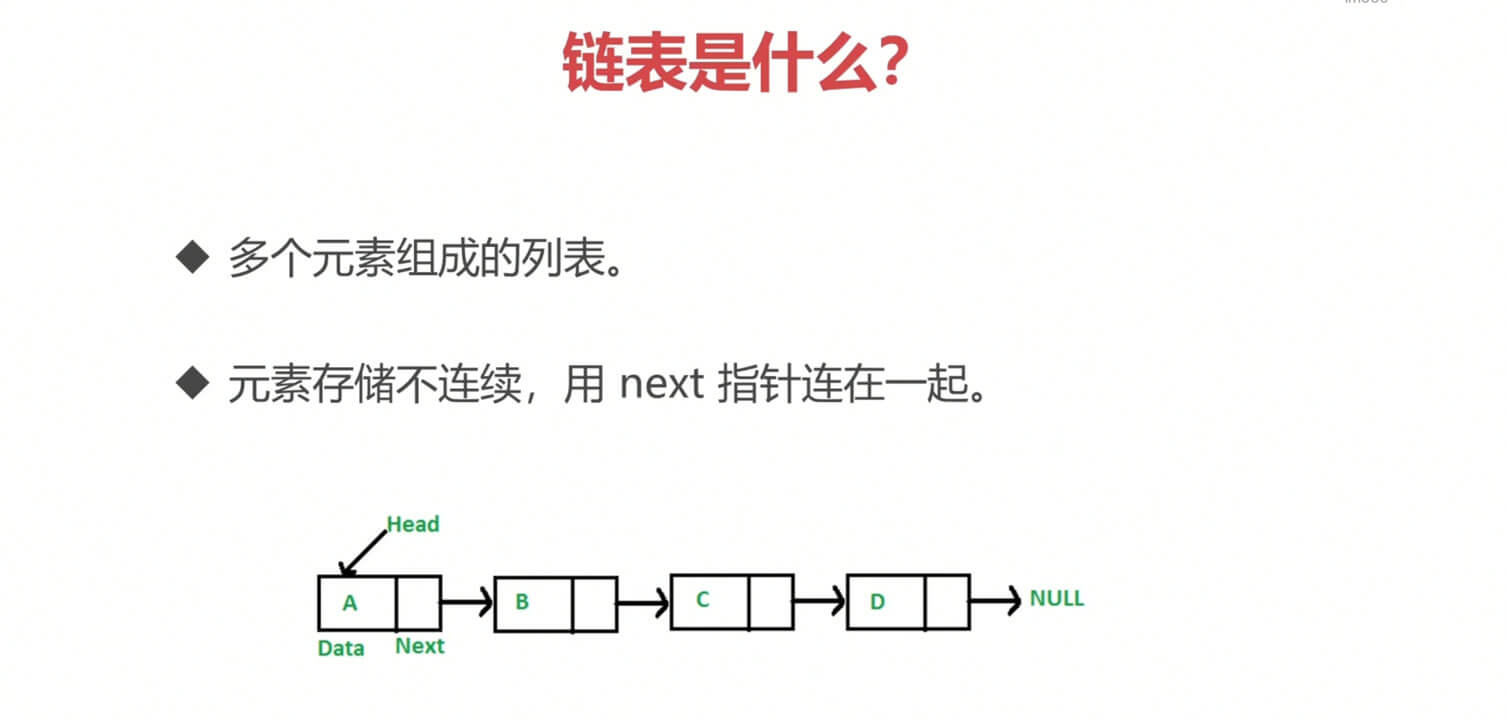 链表是什么?
◆ 多个元素组成的列表。
◆ 元素存储不连续，用 next 指针连在一起。
Head
A B C D NULL
Data Next